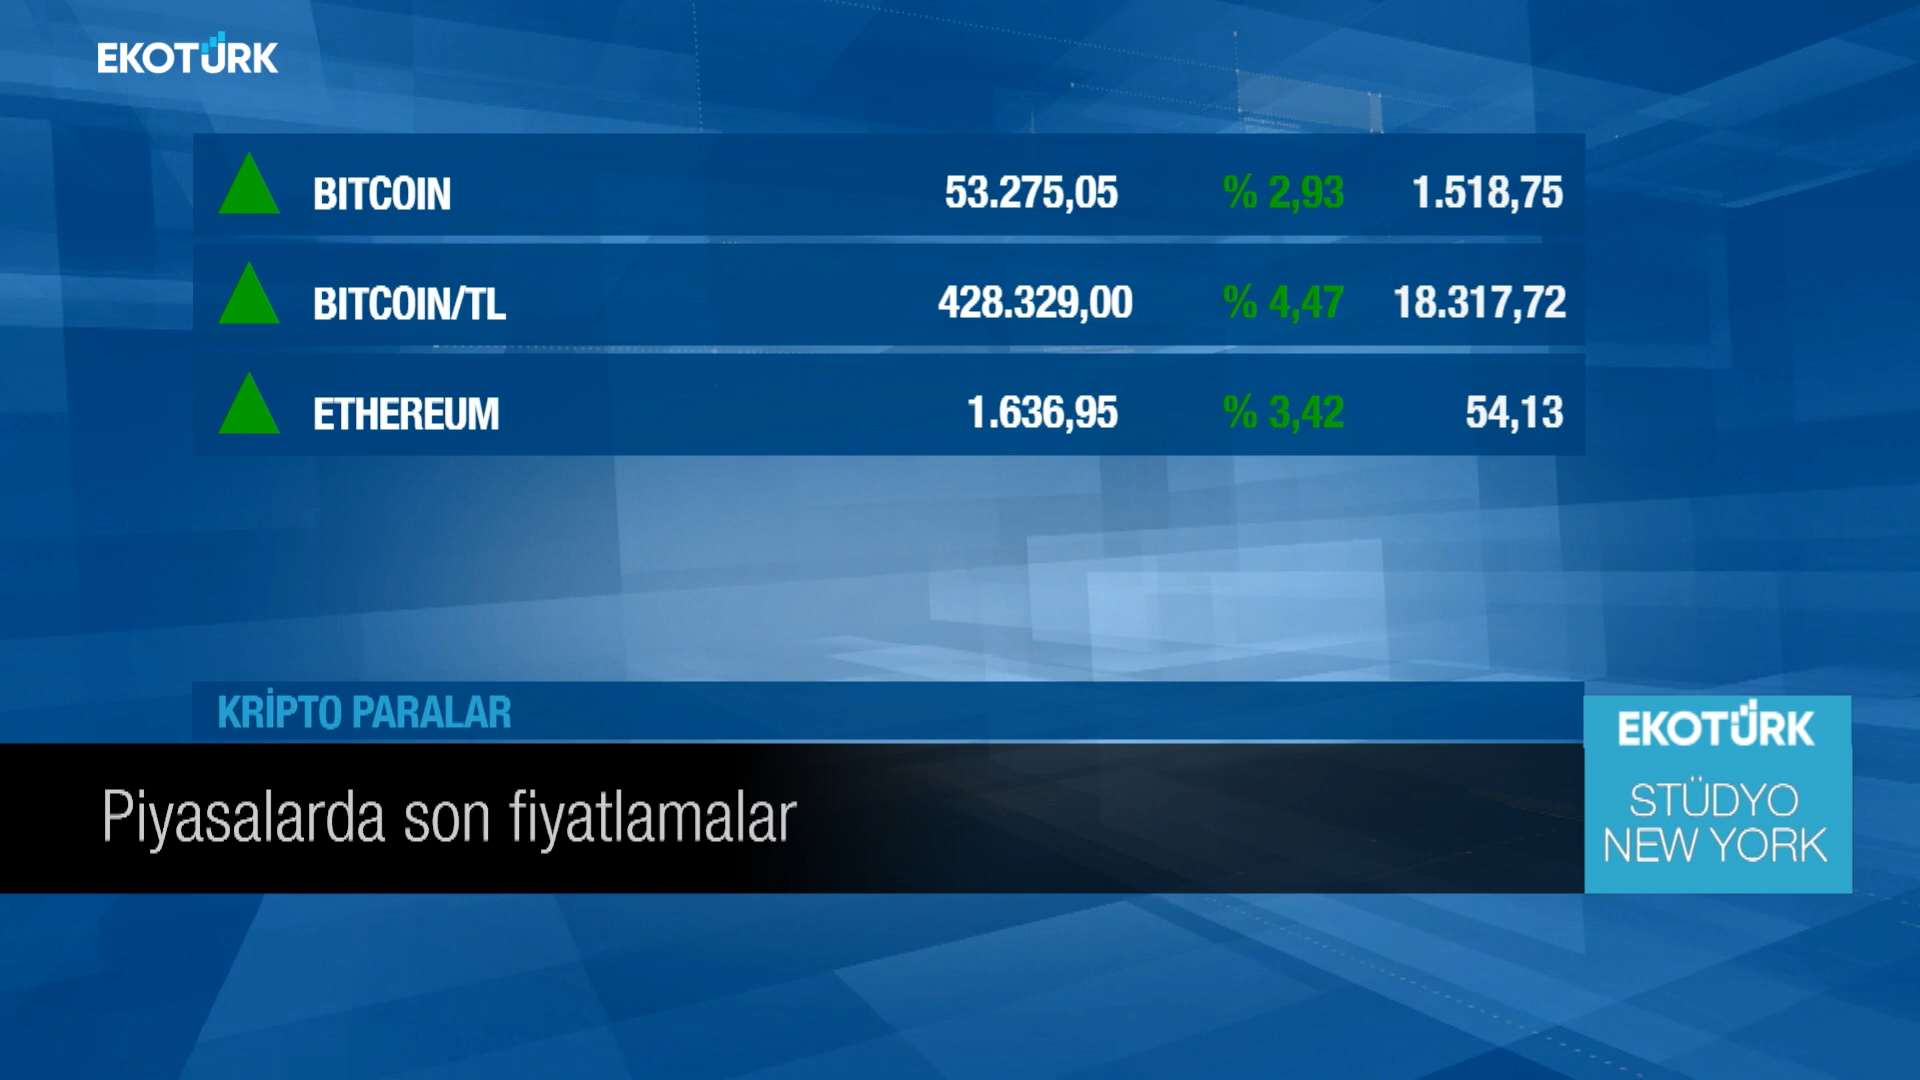 EKOTÜRK
BITCOIN 53.275,05 % 2,93 1.518,75
BITCOIN/TL 428.329,00 % 4,47 18.317,72
ETHEREUM 1.636,95 % 3,42 54,13
KRİPTO PARALAR
Piyasalarda son fiyatlamalar
EKOTÜRK
STÜDYO
NEW YORK